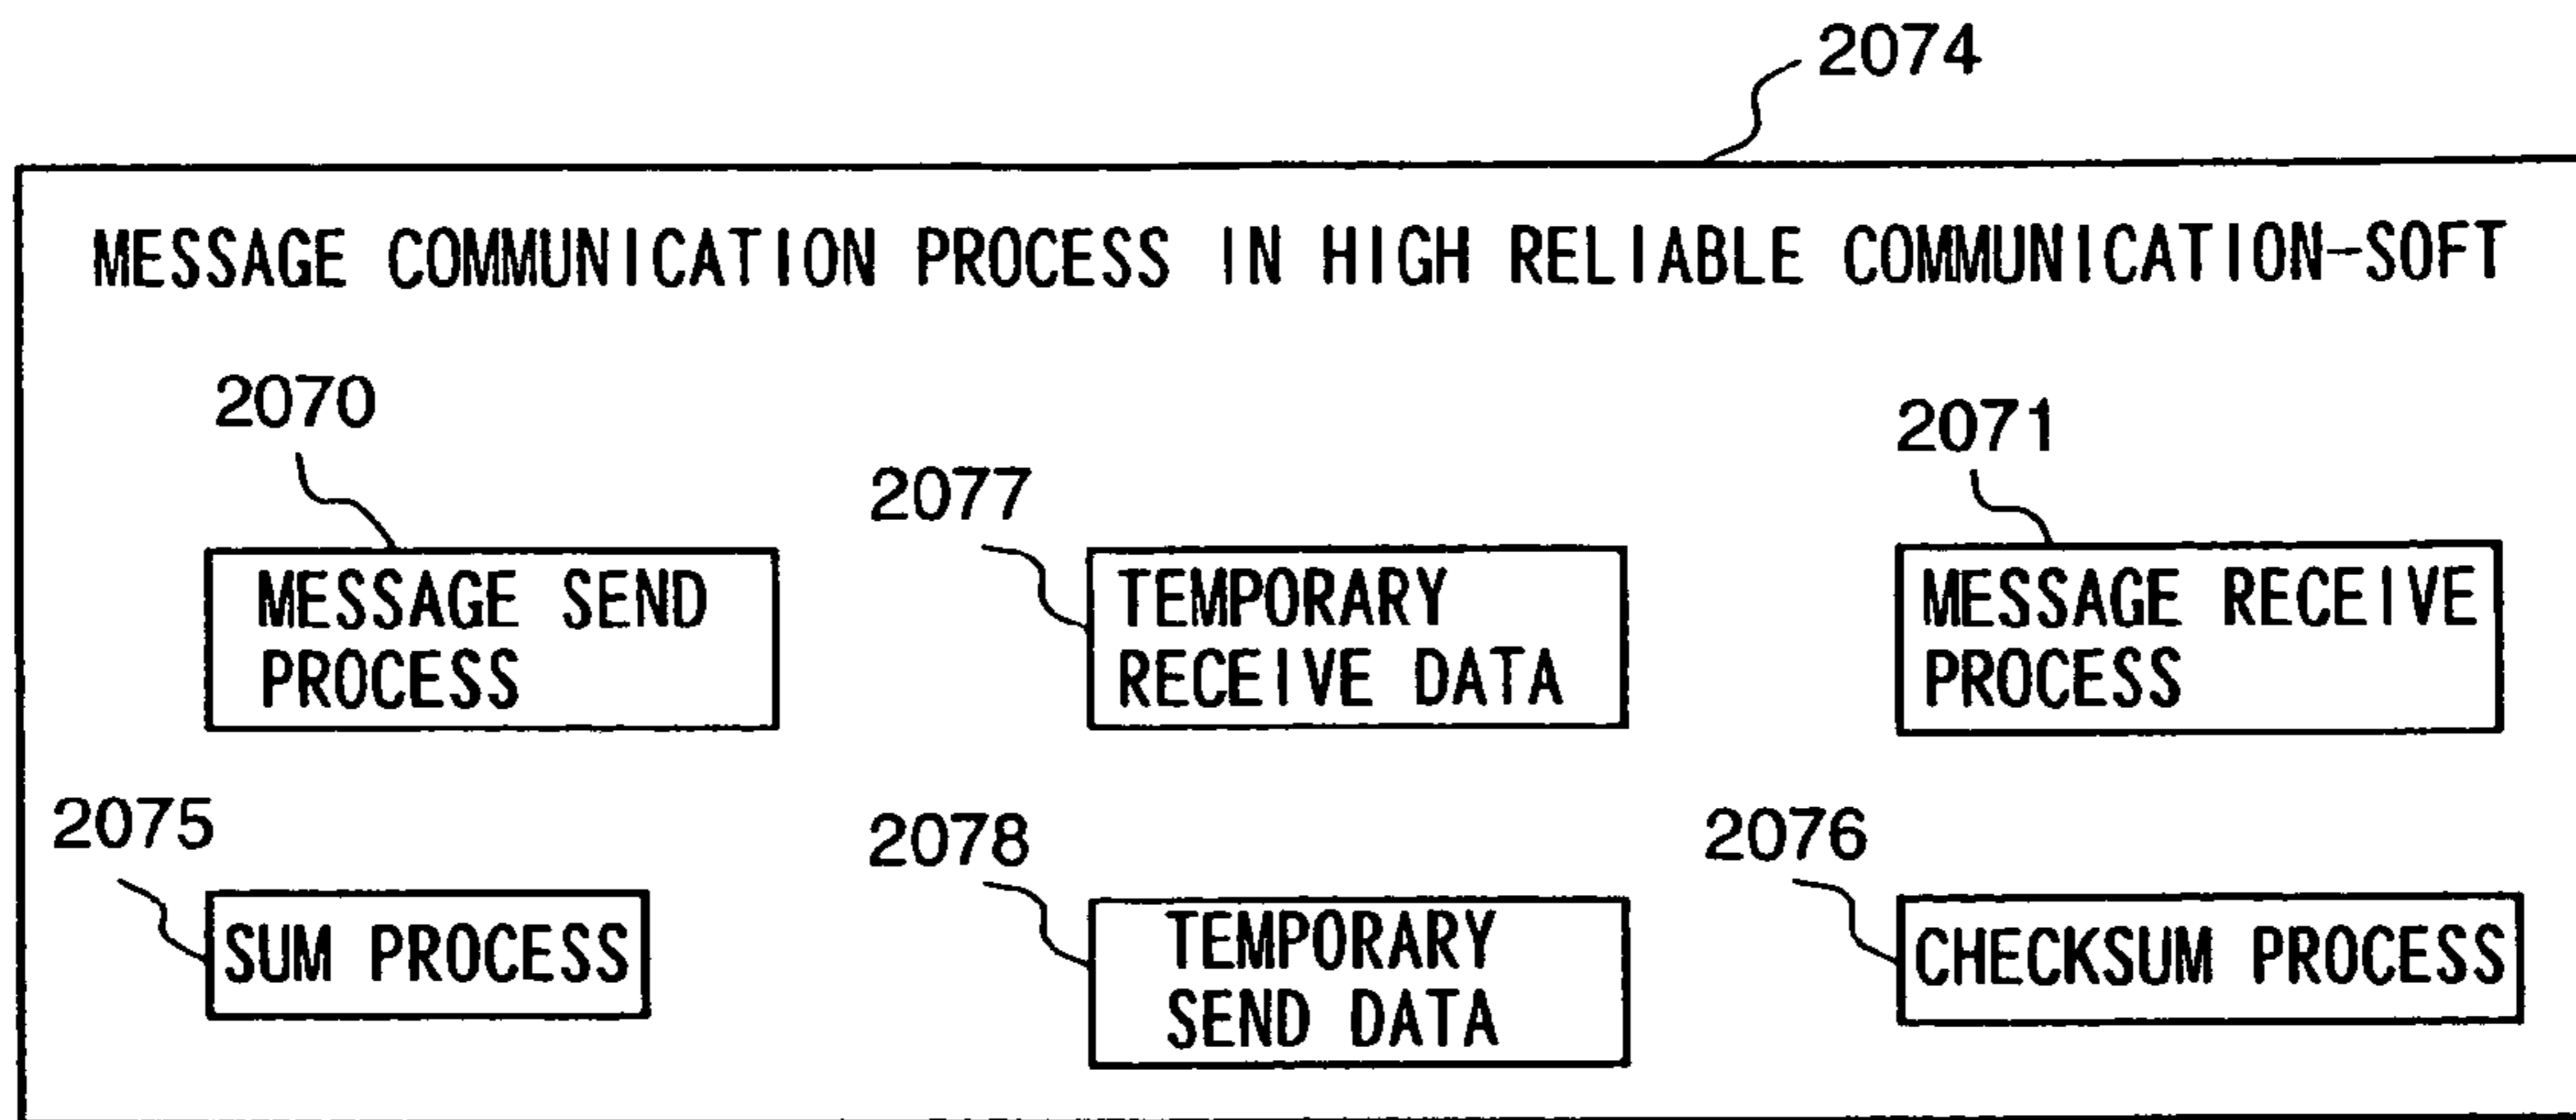 2074
MESSAGE COMMUNICATION PROCESS IN HIGH RELIABLE COMMUNICATION-SOFT
2070
2077
2071
MESSAGE SEND
PROCESS
TEMPORARY
RECEIVE DATA
MESSAGE RECEIVE
PROCESS
2075
2078
2076
SUM PROCESS
TEMPORARY
SEND DATA
CHECKSUM PROCESS